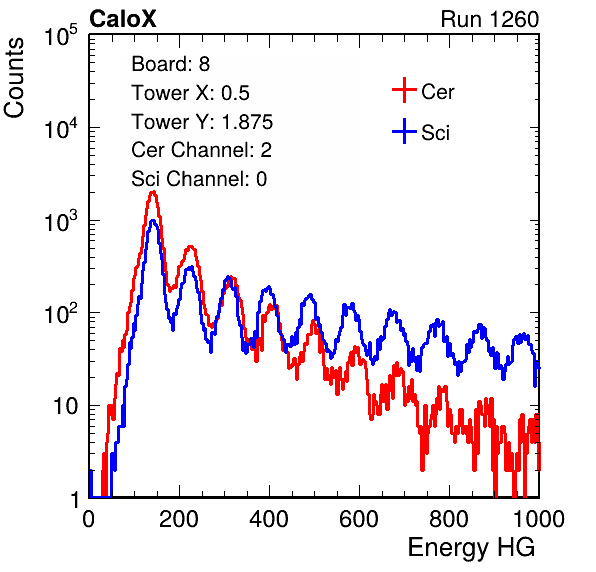 CaloX Run 1260
Counts
10^5
10^4
10^3
10^2
10
1
Board: 8
Tower X: 0.5
Tower Y: 1.875
Cer Channel: 2
Sci Channel: 0
Cer
Sci
0 200 400 600 800 1000
Energy HG